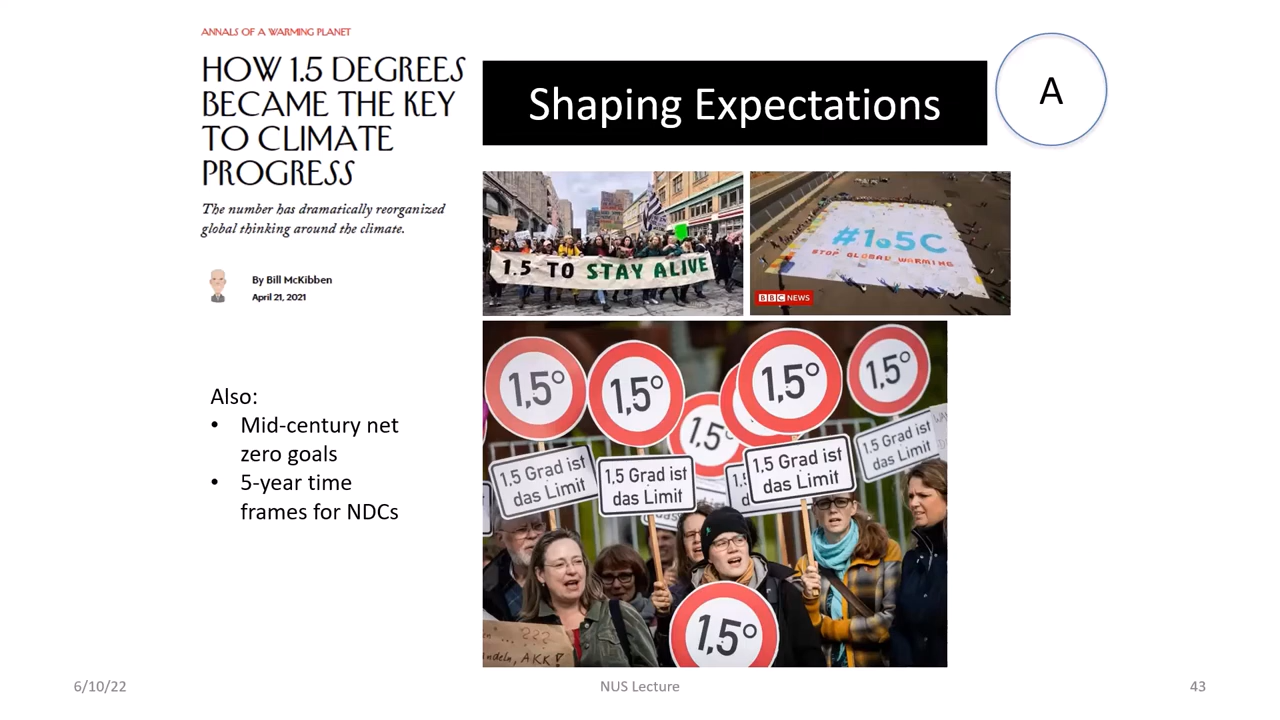 ANNALS OF A WARMING PLANET
HOW 1.5 DEGREES
BECAME THE KEY
TO CLIMATE
PROGRESS
The number has dramatically reorganized
global thinking around the climate.
By Bill McKibben
April 21, 2021
Shaping Expectations
A
1.5 TO STAY ALIVE
#1o5C
STOP GLOBAL WARMING
BBC NEWS
Also:
• Mid-century net
zero goals
• 5-year time
frames for NDCs
1,5°
1,5°
1,5°
1,5°
1,5°
1,5 Grad ist
das Limit
1,5 Grad ist
das Limit
1,5 Grad ist
das Limit
1,5 Grad ist
das Limit
1,5°
... ???
ndeln, AKK!
6/10/22
NUS Lecture
43